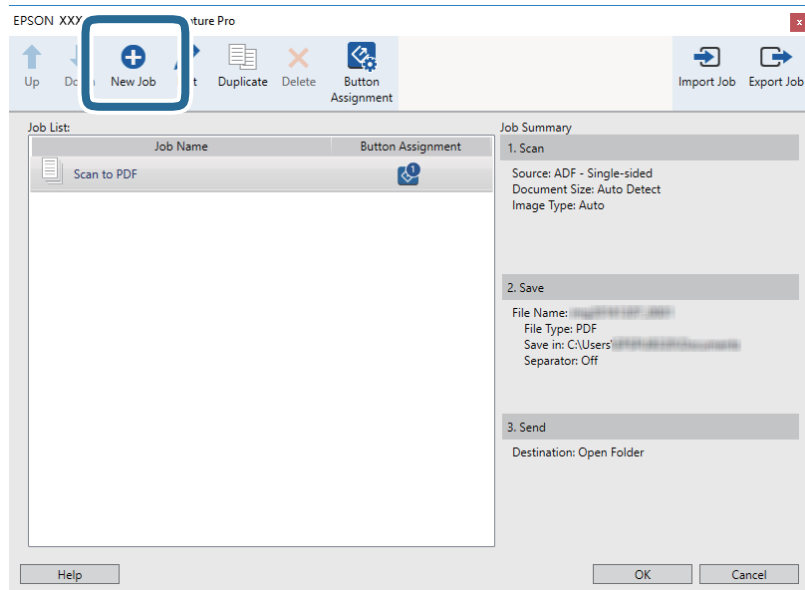 EPSON XXX ture Pro
Up
New Job
Duplicate
Delete
Button
Assignment
Import Job
Export Job
Job List:
Job Name
Button Assignment
Scan to PDF
1
Job Summary
1. Scan
Source: ADF - Single-sided
Document Size: Auto Detect
Image Type: Auto
2. Save
File Name:
File Type: PDF
Save in: C:\Users\
Separator: Off
3. Send
Destination: Open Folder
Help
OK
Cancel